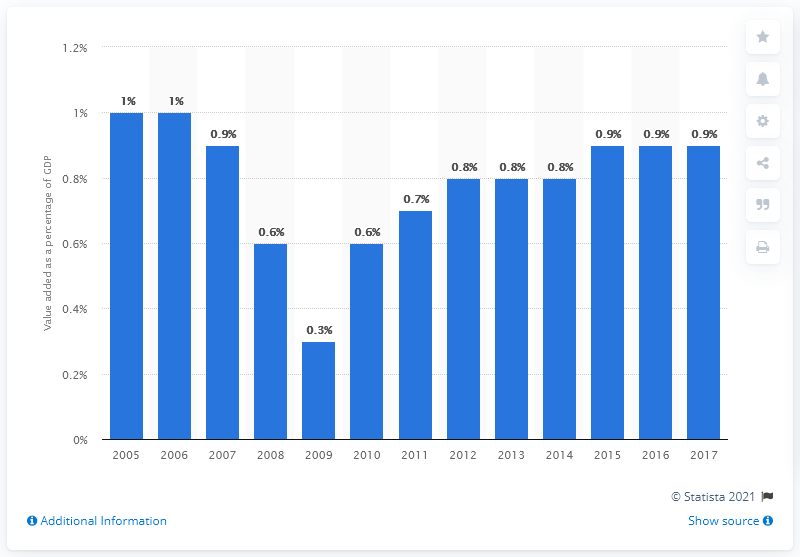 1.2%
1%
0.8%
0.6%
0.4%
0.2%
0%
Value added as a percentage of GDP
1% 1% 0.9% 0.6% 0.3% 0.6% 0.7% 0.8% 0.8% 0.8% 0.9% 0.9% 0.9%
2005 2006 2007 2008 2009 2010 2011 2012 2013 2014 2015 2016 2017
© Statista 2021
Additional Information Show source